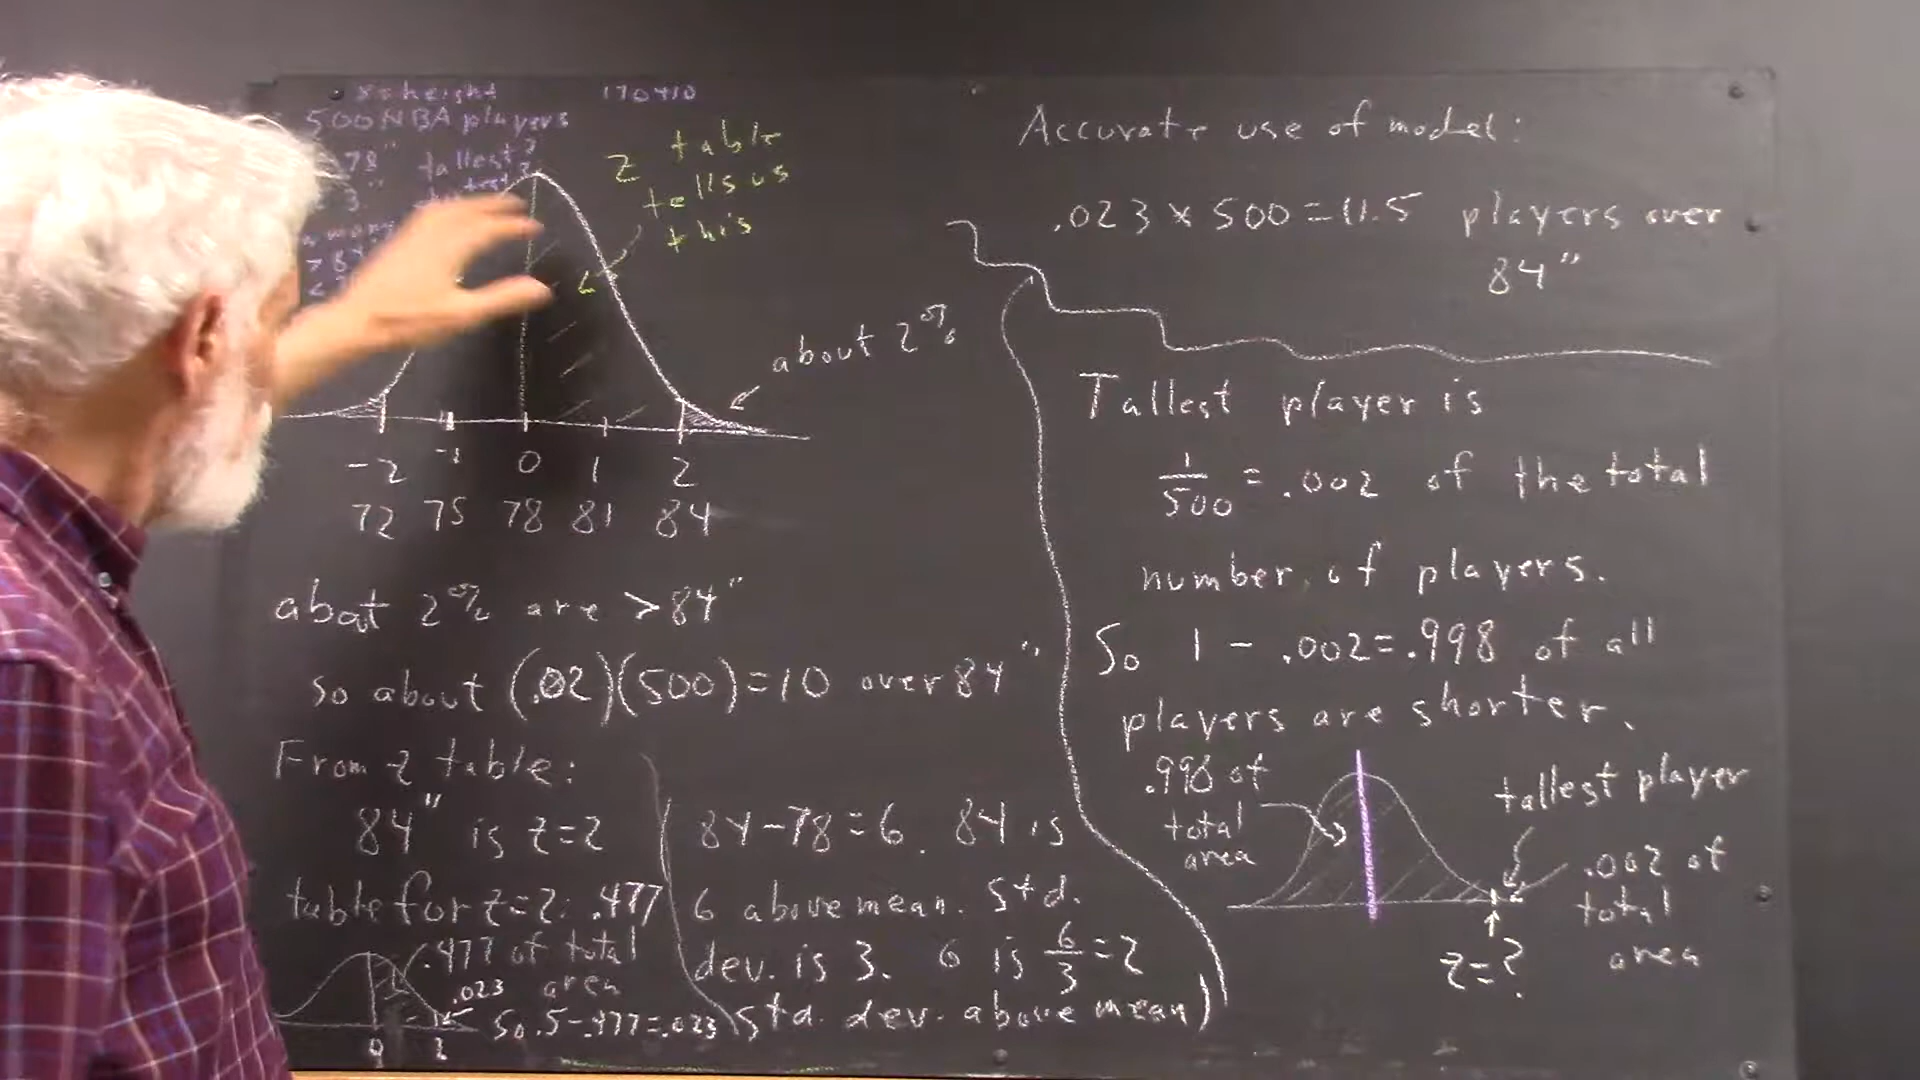 x = height 170410
500 NBA players
78" tallest?
3"
> 8
z table
tells us
this
about 2%
-2 -1 0 1 2
72 75 78 81 84
abot 2% are > 84"
so about (.02)(500) = 10 over 84"
From z table:
84" is z = 2
table for z = 2: .477
.477 of total
area
.023
So .5 - .477 = .023
0 2
84 - 78 = 6. 84 is
6 above mean. Std.
dev. is 3. 6 is 6/3 = 2
std. dev. above mean)
Accurate use of model:
.023 x 500 = 11.5 players over
84"
Tallest player is
1/500 = .002 of the total
number of players.
So 1 - .002 = .998 of all
players are shorter.
.998 of
total
area
tallest player
.002 of
total
area
z = ?